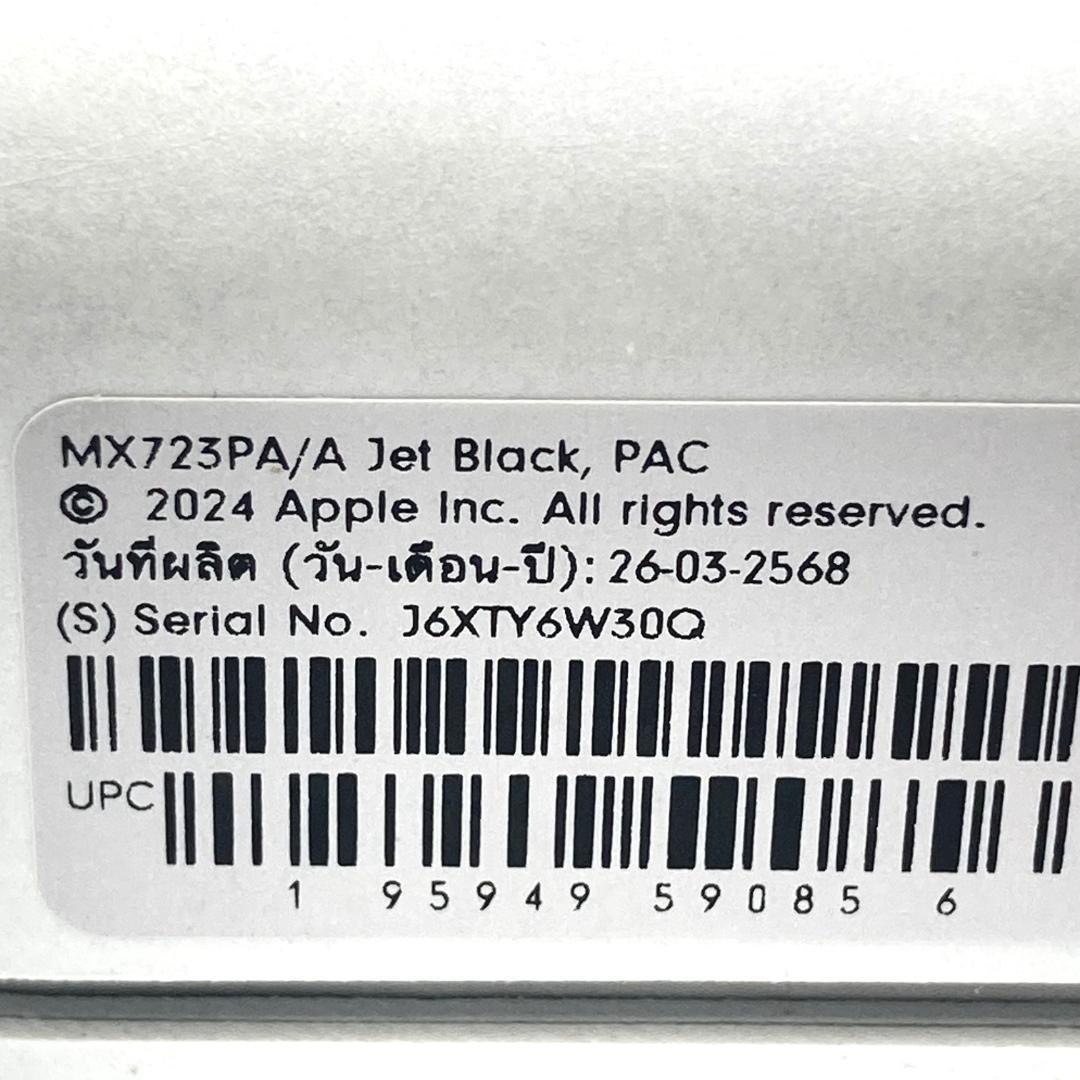 MX723PA/A Jet Black, PAC
© 2024 Apple Inc. All rights reserved.
วันที่ผลิต (วัน-เดือน-ปี): 26-03-2568
(S) Serial No. J6XTY6W30Q
UPC
1 95949 59085 6